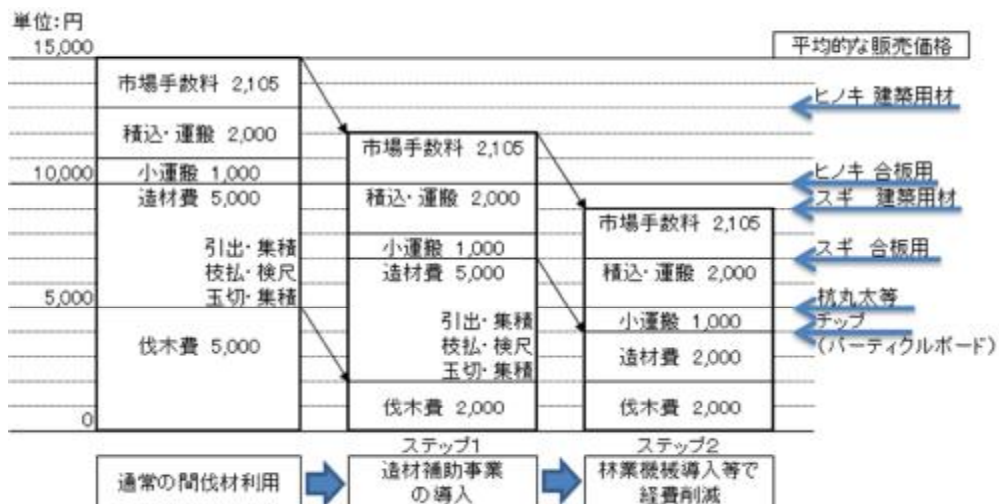 単位:円
15,000
平均的な販売価格
市場手数料 2,105
積込・運搬 2,000
小運搬 1,000
10,000
造材費 5,000
引出・集積
枝払・検尺
玉切・集積
5,000
伐木費 5,000
0
通常の間伐材利用
市場手数料 2,105
積込・運搬 2,000
小運搬 1,000
造材費 5,000
引出・集積
枝払・検尺
玉切・集積
伐木費 2,000
ステップ1
造材補助事業
の導入
市場手数料 2,105
積込・運搬 2,000
小運搬 1,000
造材費 2,000
伐木費 2,000
ステップ2
林業機械導入等で
経費削減
ヒノキ 建築用材
ヒノキ 合板用
スギ 建築用材
スギ 合板用
杭丸太等
チップ
(パーティクルボード)